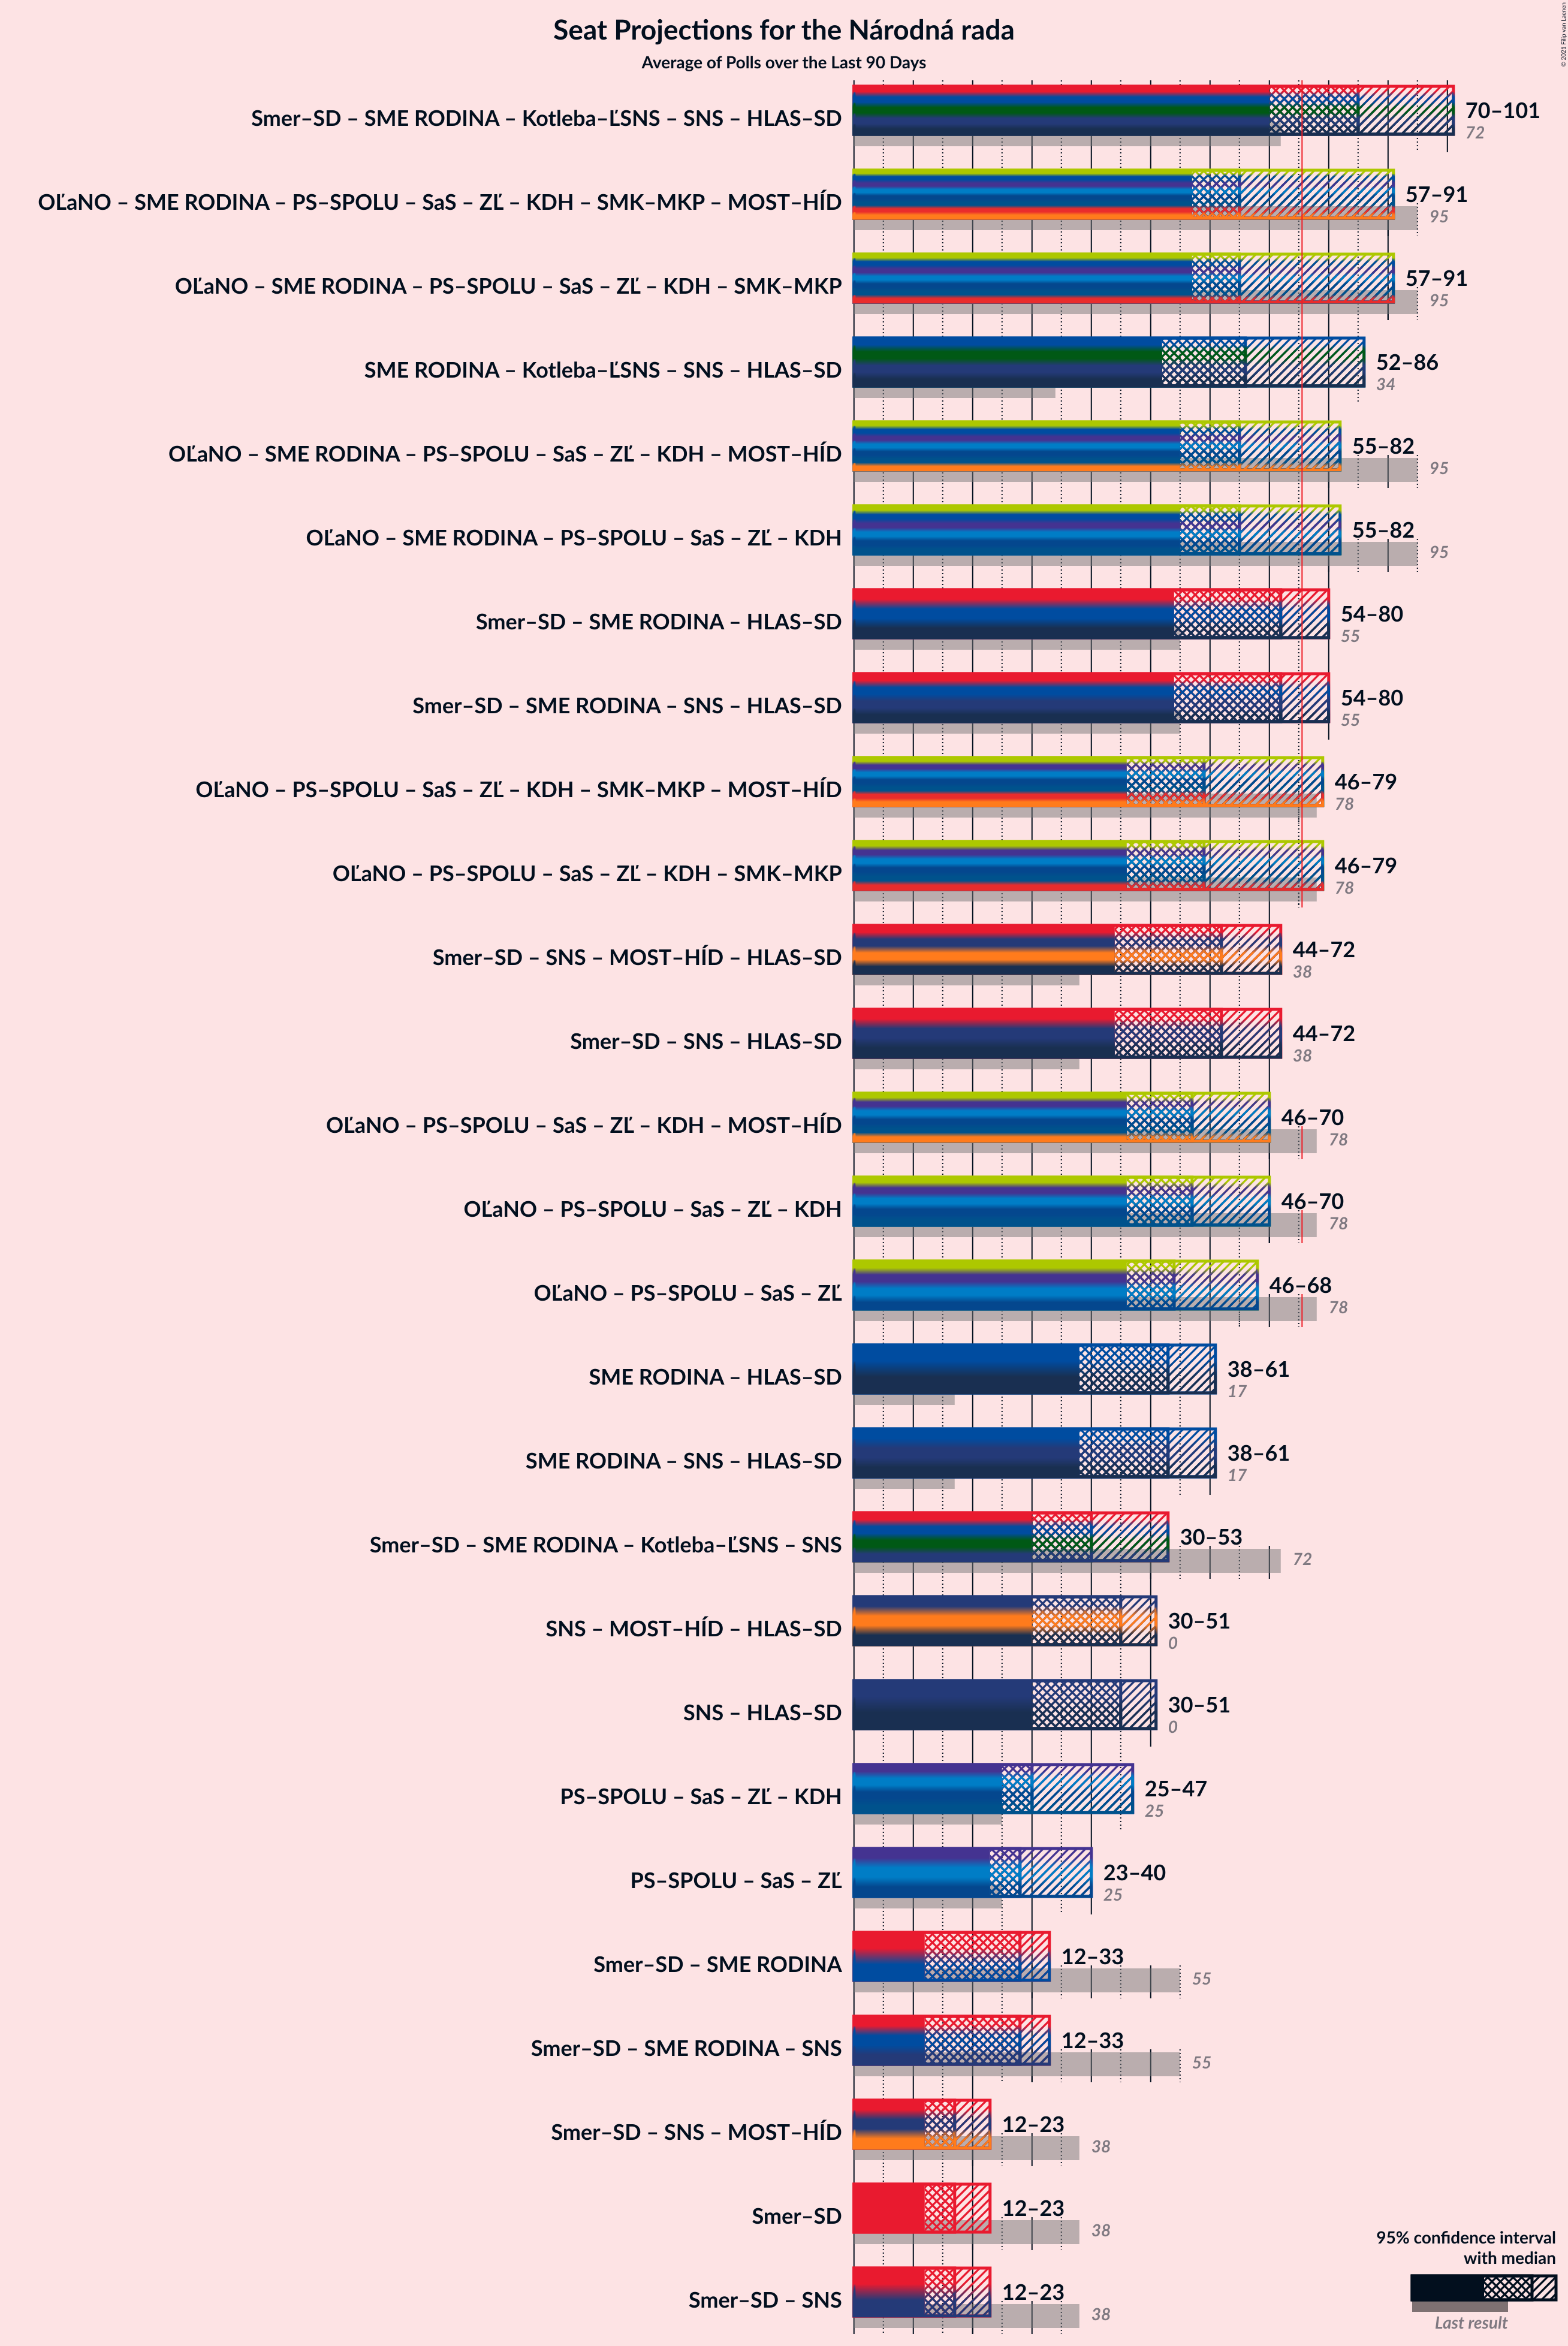 Seat Projections for the Národná rada
Average of Polls over the Last 90 Days
© 2021 Filip van Laenen
Smer–SD – SME RODINA – Kotleba–ĽSNS – SNS – HLAS–SD
70–101
72
OĽaNO – SME RODINA – PS–SPOLU – SaS – ZĽ – KDH – SMK–MKP – MOST–HÍD
57–91
95
OĽaNO – SME RODINA – PS–SPOLU – SaS – ZĽ – KDH – SMK–MKP
57–91
95
SME RODINA – Kotleba–ĽSNS – SNS – HLAS–SD
52–86
34
OĽaNO – SME RODINA – PS–SPOLU – SaS – ZĽ – KDH – MOST–HÍD
55–82
95
OĽaNO – SME RODINA – PS–SPOLU – SaS – ZĽ – KDH
55–82
95
Smer–SD – SME RODINA – HLAS–SD
54–80
55
Smer–SD – SME RODINA – SNS – HLAS–SD
54–80
55
OĽaNO – PS–SPOLU – SaS – ZĽ – KDH – SMK–MKP – MOST–HÍD
46–79
78
OĽaNO – PS–SPOLU – SaS – ZĽ – KDH – SMK–MKP
46–79
78
Smer–SD – SNS – MOST–HÍD – HLAS–SD
44–72
38
Smer–SD – SNS – HLAS–SD
44–72
38
OĽaNO – PS–SPOLU – SaS – ZĽ – KDH – MOST–HÍD
46–70
78
OĽaNO – PS–SPOLU – SaS – ZĽ – KDH
46–70
78
OĽaNO – PS–SPOLU – SaS – ZĽ
46–68
78
SME RODINA – HLAS–SD
38–61
17
SME RODINA – SNS – HLAS–SD
38–61
17
Smer–SD – SME RODINA – Kotleba–ĽSNS – SNS
30–53
72
SNS – MOST–HÍD – HLAS–SD
30–51
0
SNS – HLAS–SD
30–51
0
PS–SPOLU – SaS – ZĽ – KDH
25–47
25
PS–SPOLU – SaS – ZĽ
23–40
25
Smer–SD – SME RODINA
12–33
55
Smer–SD – SME RODINA – SNS
12–33
55
Smer–SD – SNS – MOST–HÍD
12–23
38
Smer–SD
12–23
38
Smer–SD – SNS
12–23
38
95% confidence interval
with median
Last result